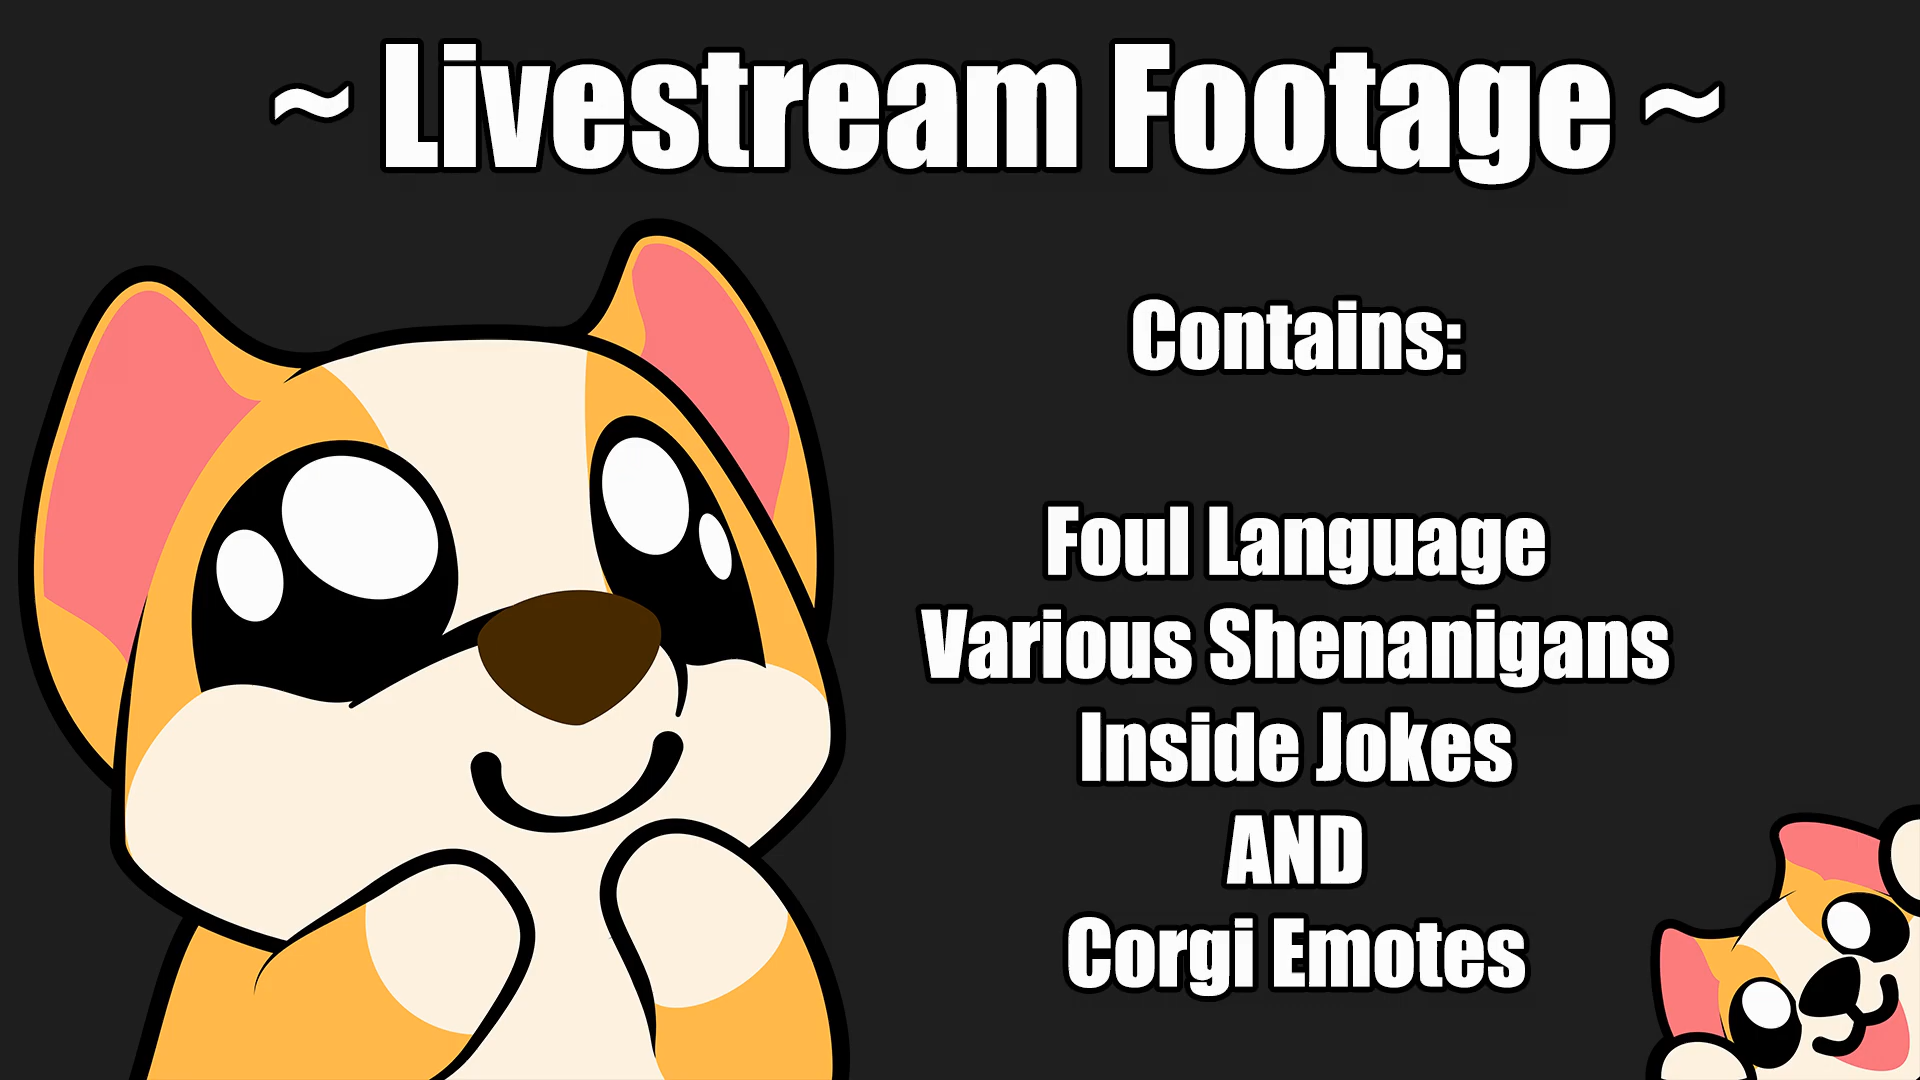 ~ Livestream Footage ~
Contains:
Foul Language
Various Shenanigans
Inside Jokes
AND
Corgi Emotes